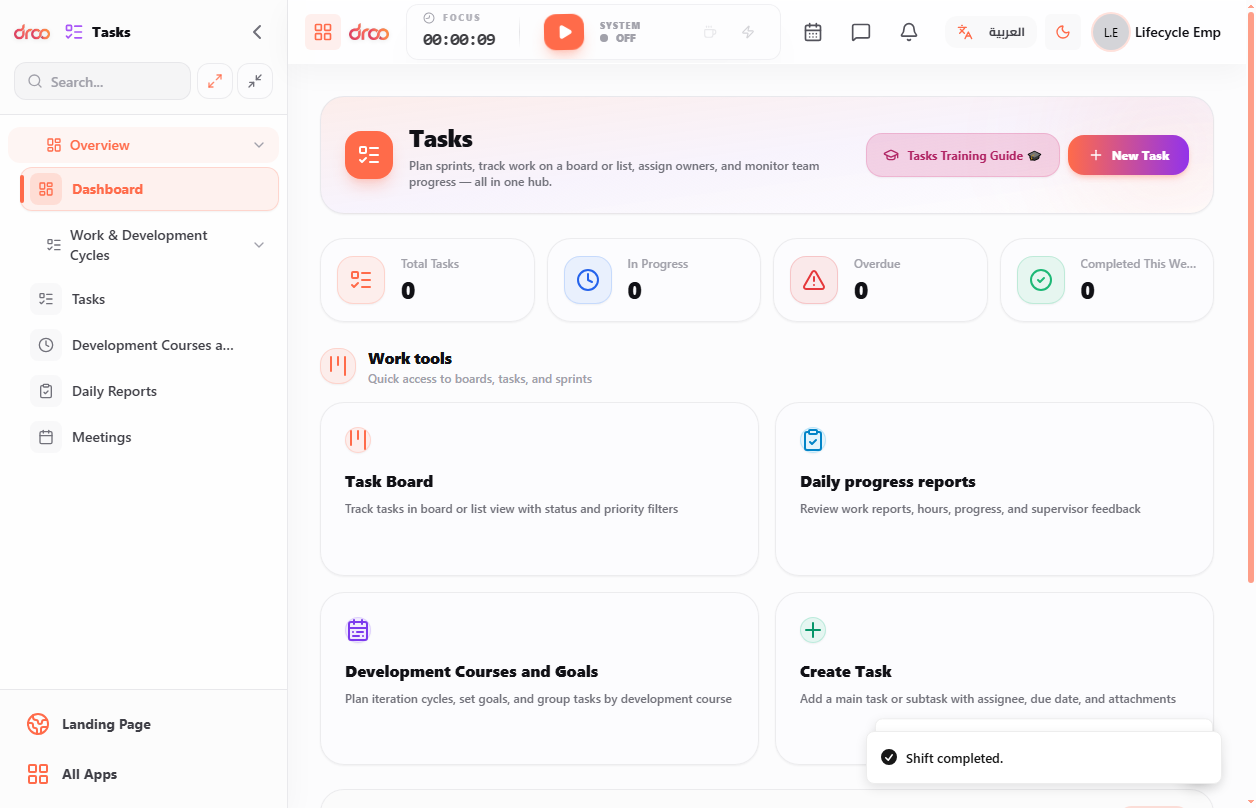 droo
Tasks
Search...
Overview
Dashboard
Work & Development
Cycles
Tasks
Development Courses a...
Daily Reports
Meetings
Landing Page
All Apps
droo
FOCUS
00:00:09
SYSTEM
OFF
العربية
L.E
Lifecycle Emp
Tasks
Plan sprints, track work on a board or list, assign owners, and monitor team
progress — all in one hub.
Tasks Training Guide 🎓
New Task
Total Tasks
0
In Progress
0
Overdue
0
Completed This We...
0
Work tools
Quick access to boards, tasks, and sprints
Task Board
Track tasks in board or list view with status and priority filters
Daily progress reports
Review work reports, hours, progress, and supervisor feedback
Development Courses and Goals
Plan iteration cycles, set goals, and group tasks by development course
Create Task
Add a main task or subtask with assignee, due date, and attachments
Shift completed.